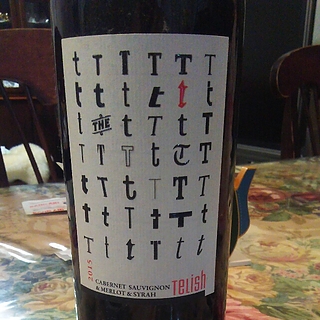 t T T T T T
t t t t t t
t THE t T t T
T T T T T T
t t t T T T
t t t T T t
T t t t t t
2015
CABERNET SAUVIGNON
& MERLOT & SYRAH
TELISH